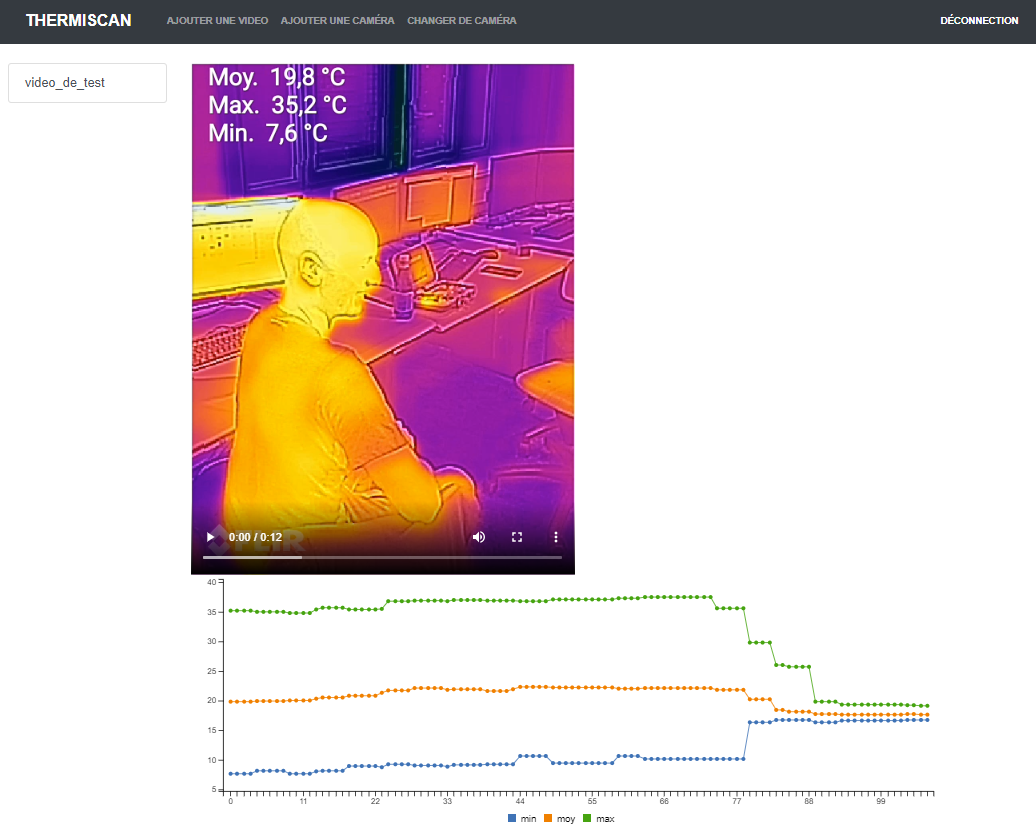 THERMISCAN AJOUTER UNE VIDEO AJOUTER UNE CAMÉRA CHANGER DE CAMÉRA DÉCONNECTION
video_de_test
Moy. 19,8 °C
Max. 35,2 °C
Min. 7,6 °C
0:00 / 0:12
40
35
30
25
20
15
10
5
0 11 22 33 44 55 66 77 88 99
min moy max